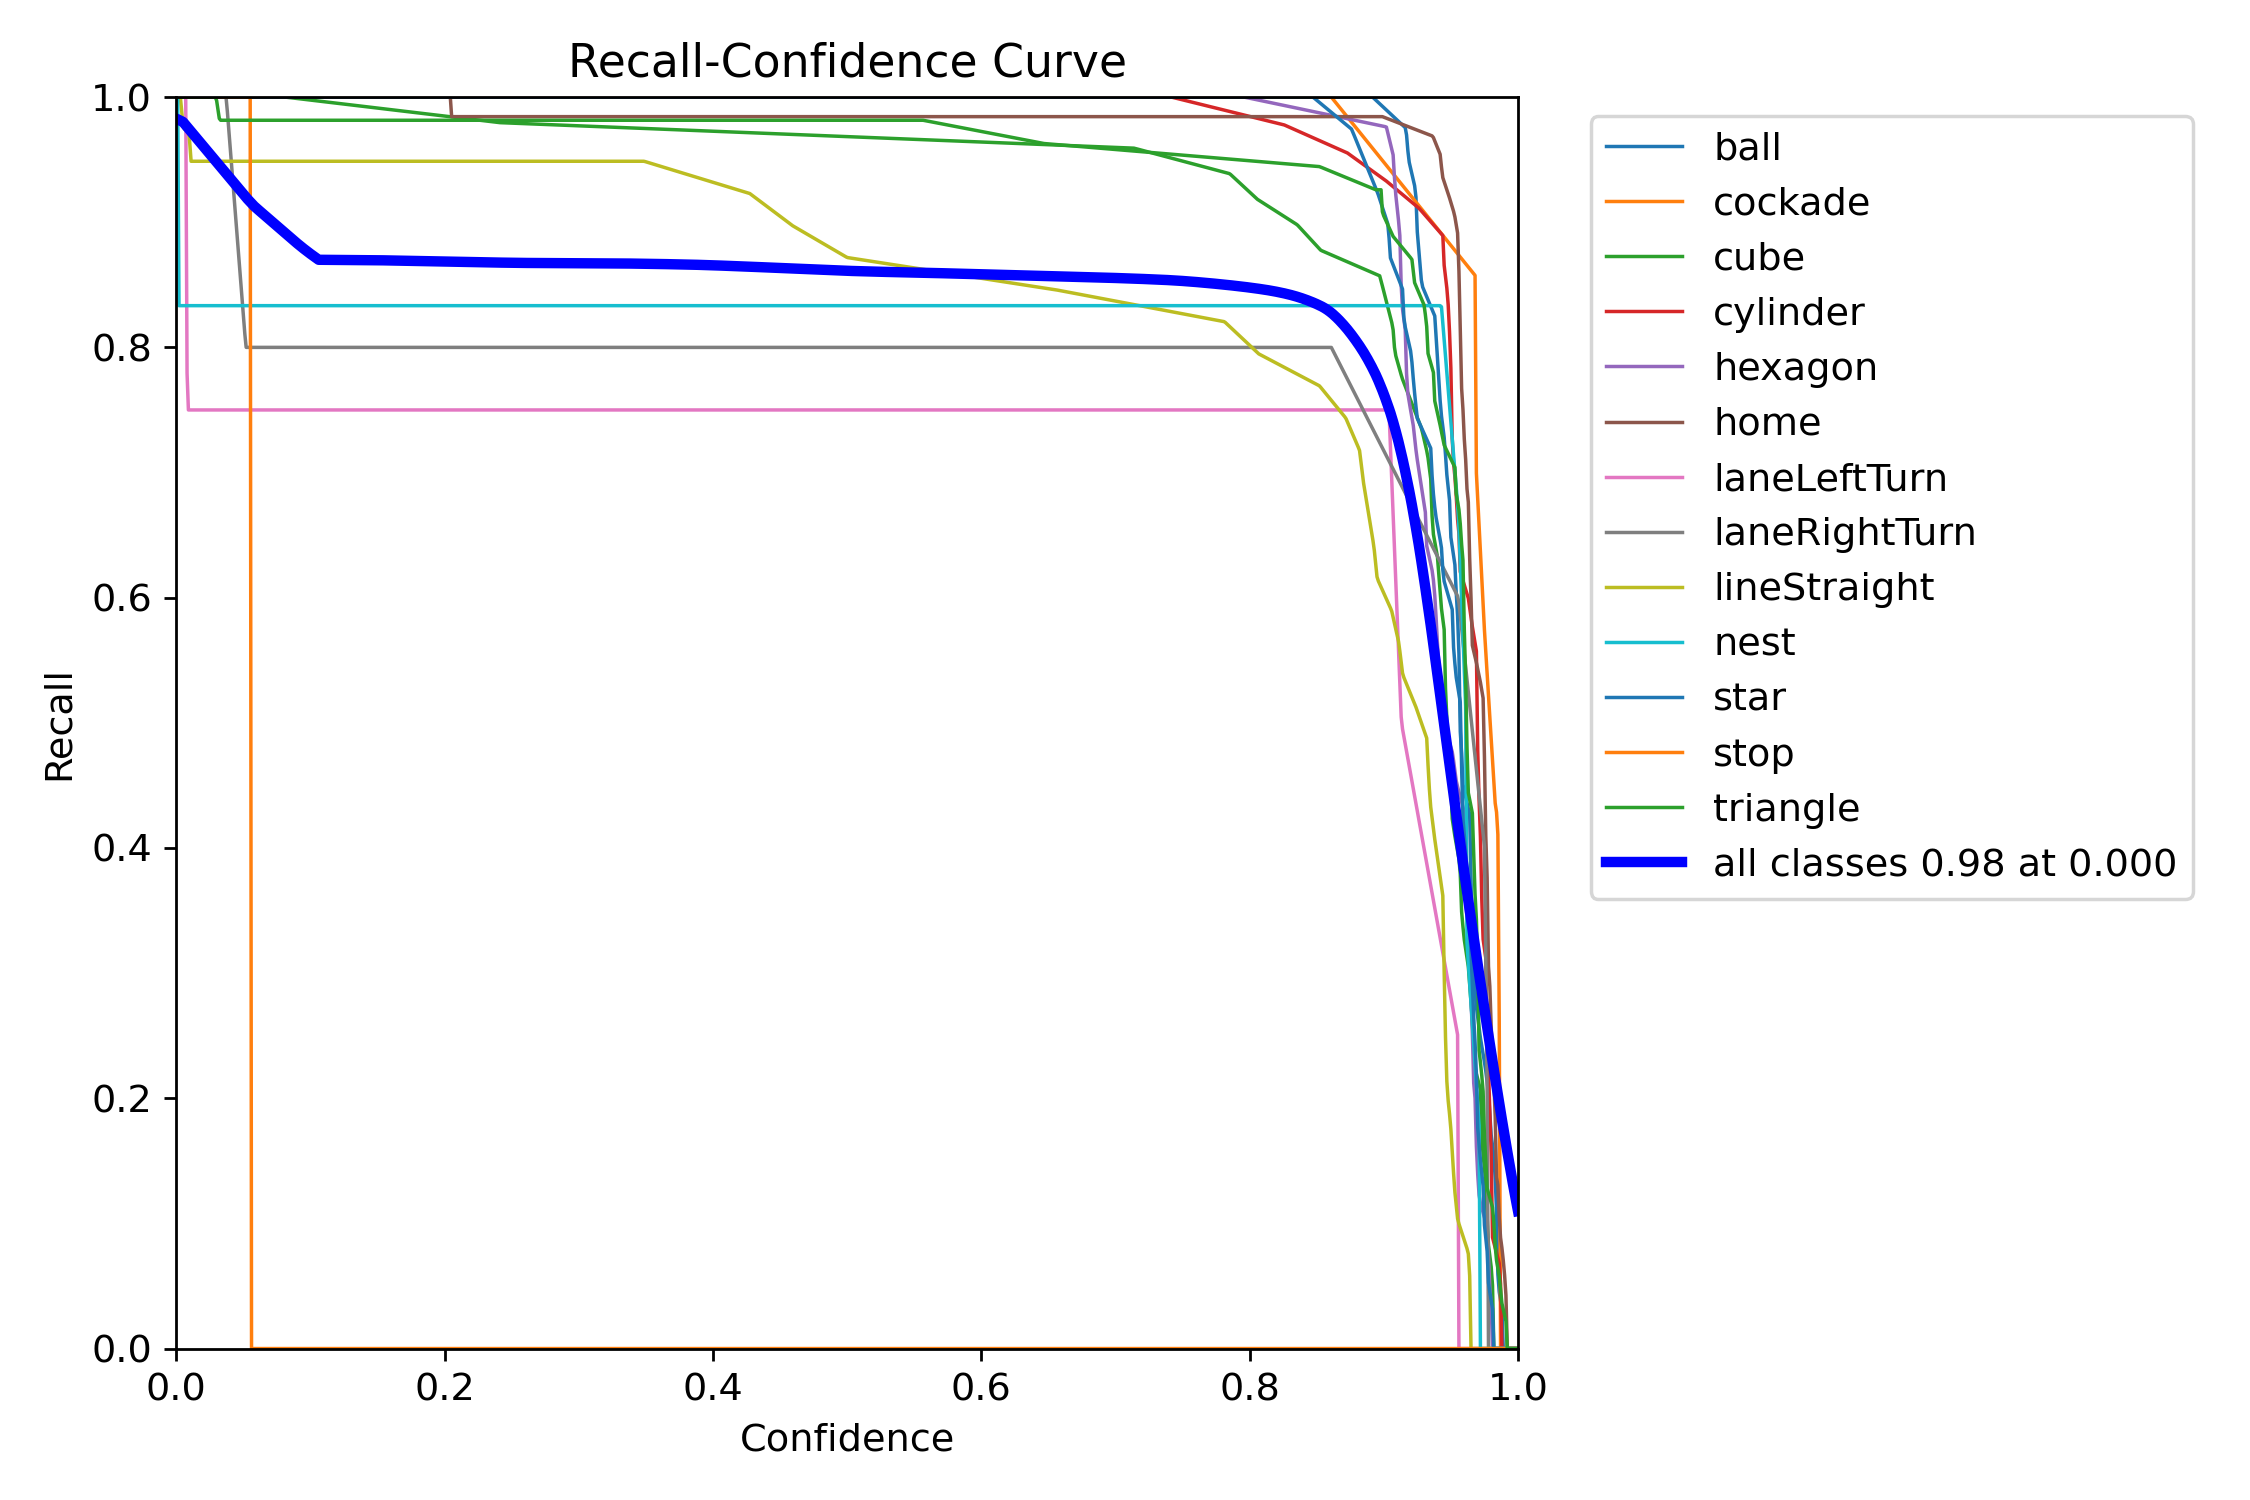 Recall-Confidence Curve
1.0
0.8
0.6
0.4
0.2
0.0
Recall
0.0 0.2 0.4 0.6 0.8 1.0
Confidence
ball
cockade
cube
cylinder
hexagon
home
laneLeftTurn
laneRightTurn
lineStraight
nest
star
stop
triangle
all classes 0.98 at 0.000